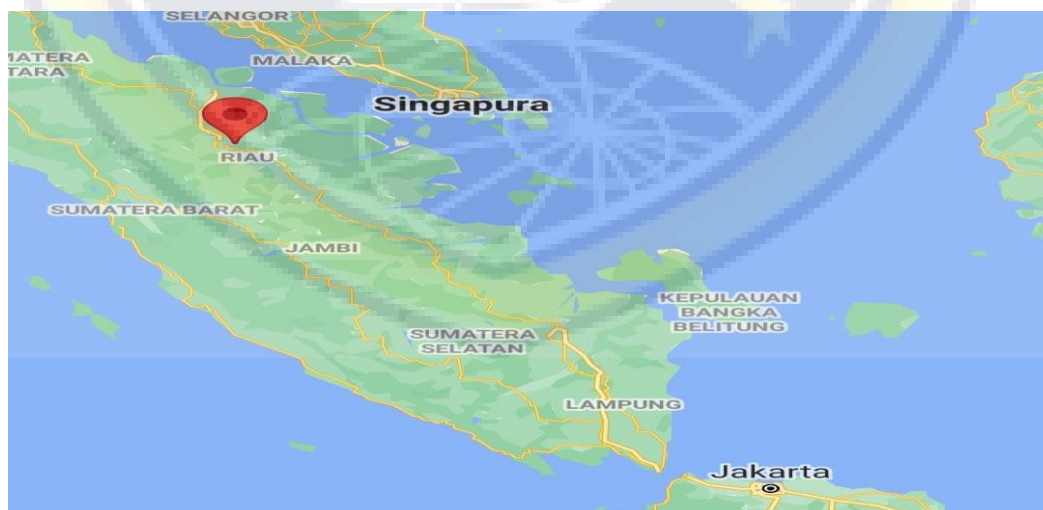 SELANGOR
MATERA
TARA
MALAKA
Singapura
RIAU
SUMATERA BARAT
JAMBI
KEPULAUAN
BANGKA
BELITUNG
SUMATERA
SELATAN
LAMPUNG
Jakarta